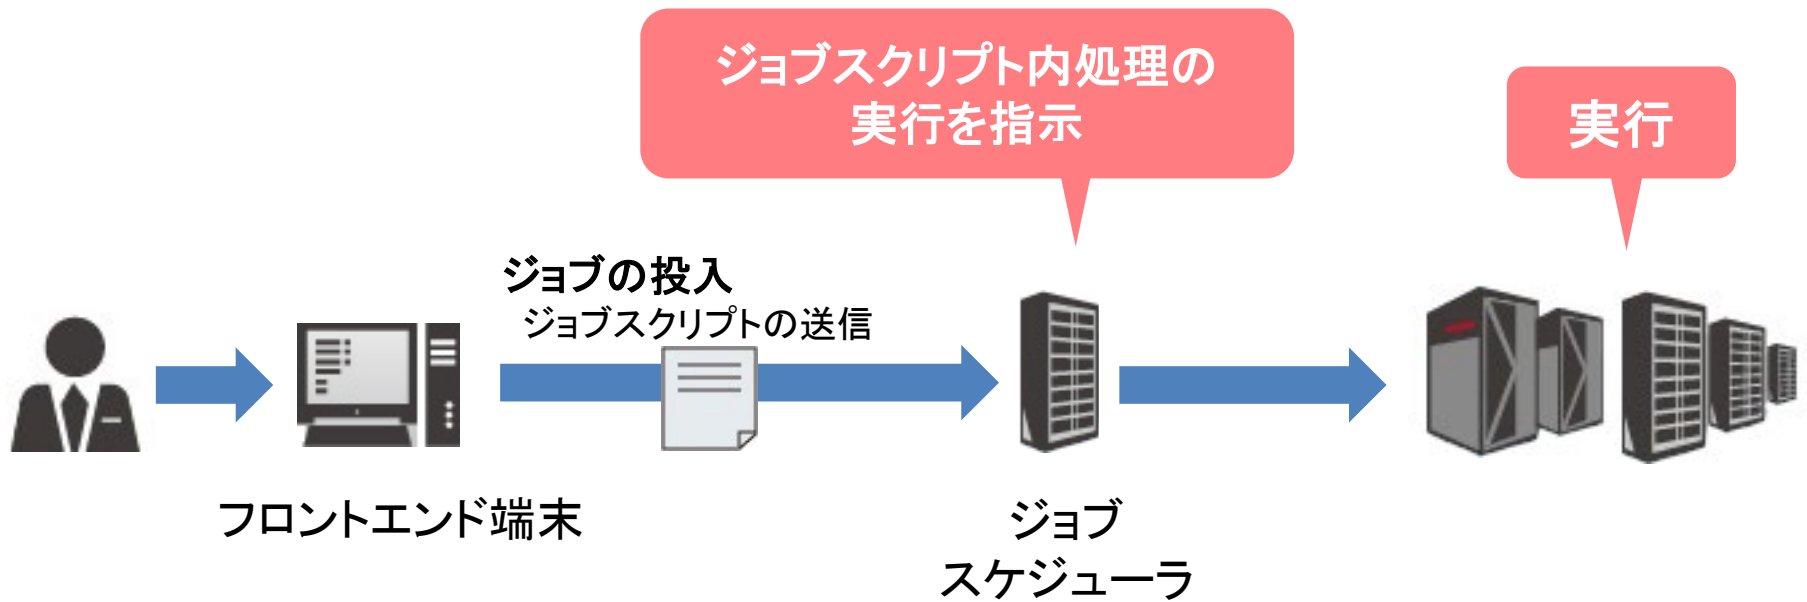 ジョブスクリプト内処理の
実行を指示
実行
ジョブの投入
ジョブスクリプトの送信
フロントエンド端末
ジョブ
スケジューラ